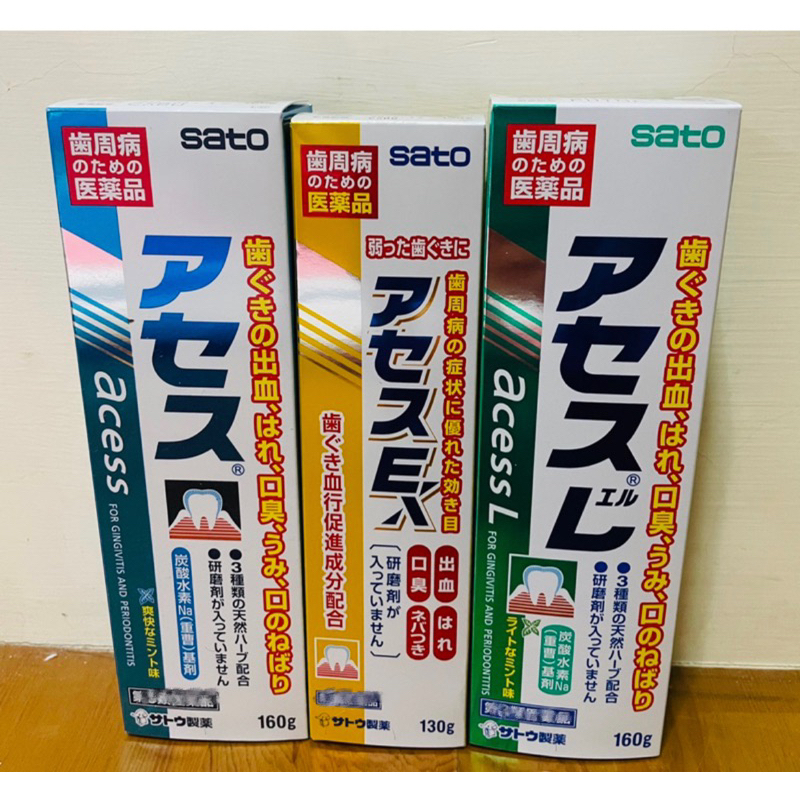 歯周病
のための
医薬品
sato
アセス®
歯ぐきの出血、はれ、口臭、うみ、口のねばり
acess
FOR GINGIVITIS AND PERIODONTITIS
爽快なミント味
炭酸水素Na
(重曹)基剤
●3種類の天然ハーブ配合
●研磨剤が入っていません
サトウ製薬
160g
歯周病
のための
医薬品
sato
弱った歯ぐきに
アセスEX
歯周病の症状に優れた効き目
歯ぐき血行促進成分配合
出血
はれ
口臭
ネバつき
研磨剤が
入っていません
サトウ製薬
130g
歯周病
のための
医薬品
sato
アセスL®
エル
歯ぐきの出血、はれ、口臭、うみ、口のねばり
acess L
FOR GINGIVITIS AND PERIODONTITIS
ライトなミント味
炭酸水素Na
(重曹)基剤
●3種類の天然ハーブ配合
●研磨剤が入っていません
サトウ製薬
160g